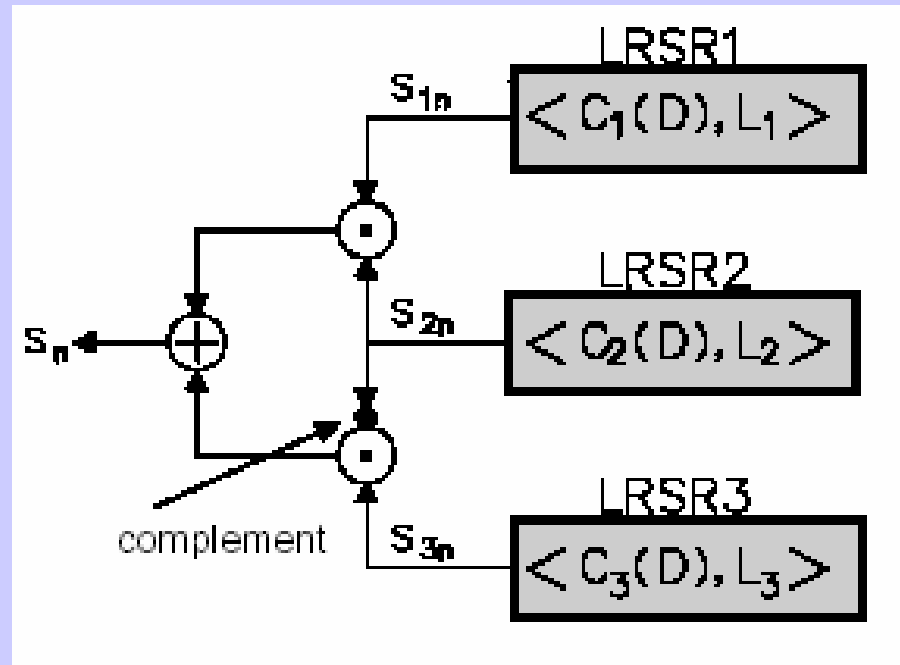 LRSR1
S1n
< C1(D), L1 >
LRSR2
S2n
< C2(D), L2 >
Sn
LRSR3
complement
S3n
< C3(D), L3 >